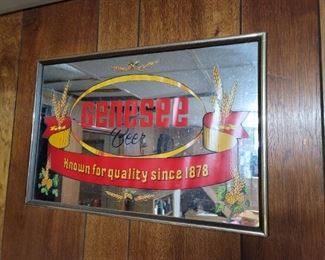 Genesee
Beer
Known for quality since 1878